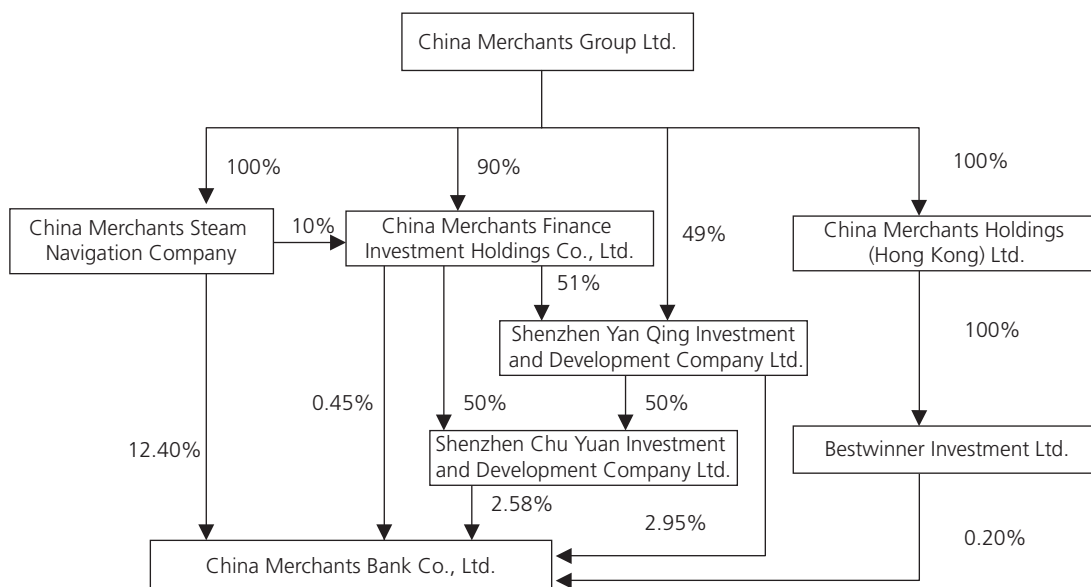 China Merchants Group Ltd.
100%
90%
100%
China Merchants Steam
Navigation Company
10%
China Merchants Finance
Investment Holdings Co., Ltd.
49%
China Merchants Holdings
(Hong Kong) Ltd.
51%
Shenzhen Yan Qing Investment
and Development Company Ltd.
100%
12.40%
0.45%
50%
50%
Shenzhen Chu Yuan Investment
and Development Company Ltd.
Bestwinner Investment Ltd.
2.58%
2.95%
0.20%
China Merchants Bank Co., Ltd.